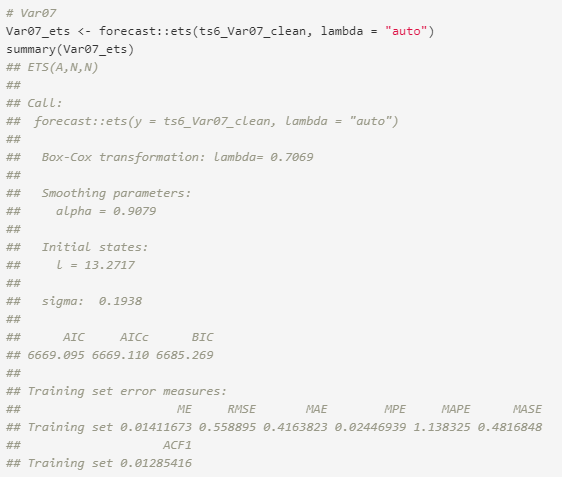 # Var07
Var07_ets <- forecast::ets(ts6_Var07_clean, lambda = "auto")
summary(Var07_ets)
## ETS(A,N,N)
##
## Call:
##  forecast::ets(y = ts6_Var07_clean, lambda = "auto")
##
##   Box-Cox transformation: lambda= 0.7069
##
##   Smoothing parameters:
##     alpha = 0.9079
##
##   Initial states:
##     l = 13.2717
##
##   sigma:  0.1938
##
##      AIC     AICc      BIC
## 6669.095 6669.110 6685.269
##
## Training set error measures:
##                      ME     RMSE       MAE        MPE     MAPE      MASE
## Training set 0.01411673 0.558895 0.4163823 0.02446939 1.138325 0.4816848
##                    ACF1
## Training set 0.01285416